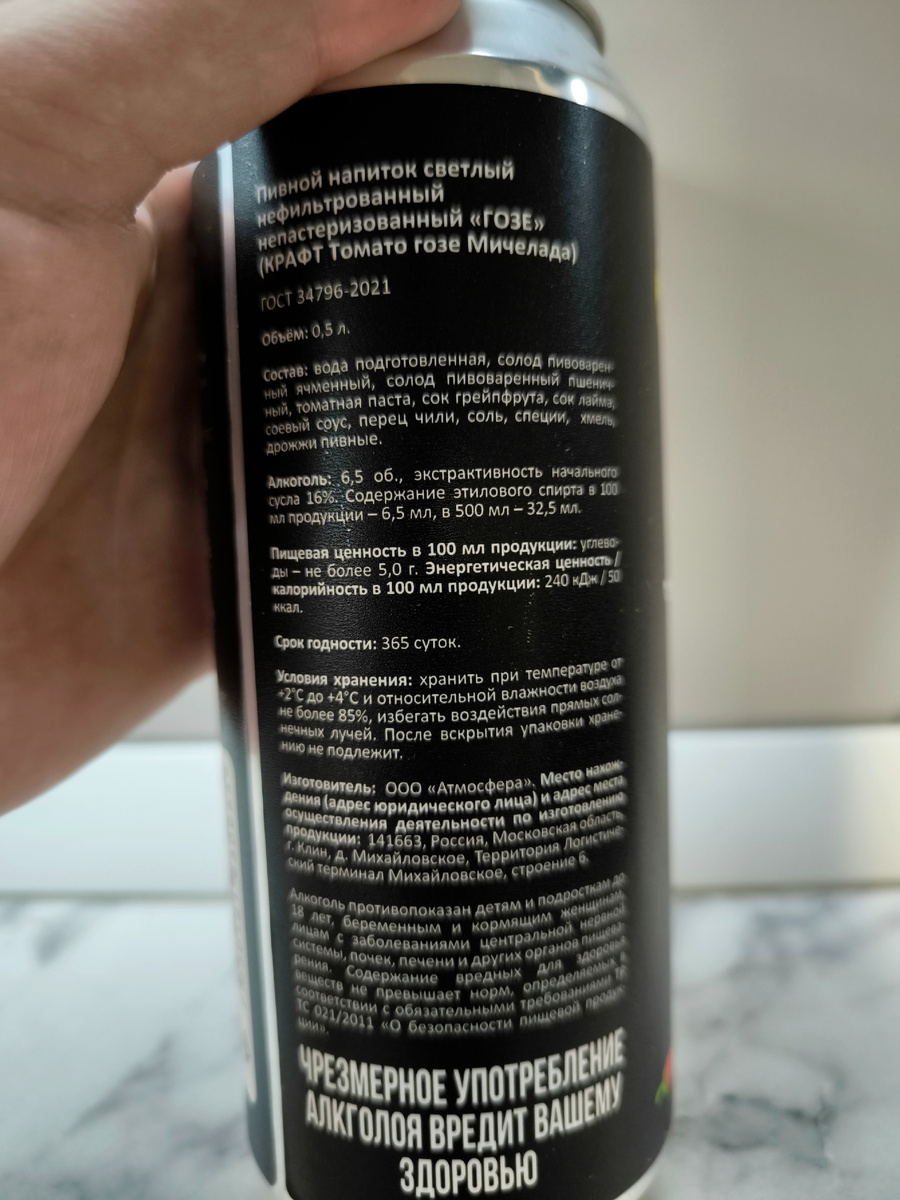 Пивной напиток светлый
нефильтрованный
непастеризованный «ГОЗЕ»
(КРАФТ Томато гозе Мичелада)
ГОСТ 34796-2021
Объём: 0,5 л.
Состав: вода подготовленная, солод пивоварен-
ный ячменный, солод пивоваренный пшенич-
ный, томатная паста, сок грейпфрута, сок лайма,
соевый соус, перец чили, соль, специи, хмель,
дрожжи пивные.
Алкоголь: 6,5 об., экстрактивность начального
сусла 16%. Содержание этилового спирта в 100
мл продукции – 6,5 мл, в 500 мл – 32,5 мл.
Пищевая ценность в 100 мл продукции: углево-
ды – не более 5,0 г. Энергетическая ценность /
калорийность в 100 мл продукции: 240 кДж / 50
ккал.
Срок годности: 365 суток.
Условия хранения: хранить при температуре от
+2°С до +4°С и относительной влажности воздуха
не более 85%, избегать воздействия прямых сол-
нечных лучей. После вскрытия упаковки хране-
нию не подлежит.
Изготовитель: ООО «Атмосфера». Место нахож-
дения (адрес юридического лица) и адрес места
осуществления деятельности по изготовлению
продукции: 141663, Россия, Московская область,
г. Клин, д. Михайловское, Территория Логистиче-
ский терминал Михайловское, строение 6.
Алкоголь противопоказан детям и подросткам до
18 лет, беременным и кормящим женщинам,
лицам с заболеваниями центральной нервной
системы, почек, печени и других органов пищева-
рения. Содержание вредных для здоровья
веществ не превышает норм, определяемых в
соответствии с обязательными требованиями ТР
ТС 021/2011 «О безопасности пищевой продук-
ции».
ЧРЕЗМЕРНОЕ УПОТРЕБЛЕНИЕ
АЛКГОЛОЯ ВРЕДИТ ВАШЕМУ
ЗДОРОВЬЮ